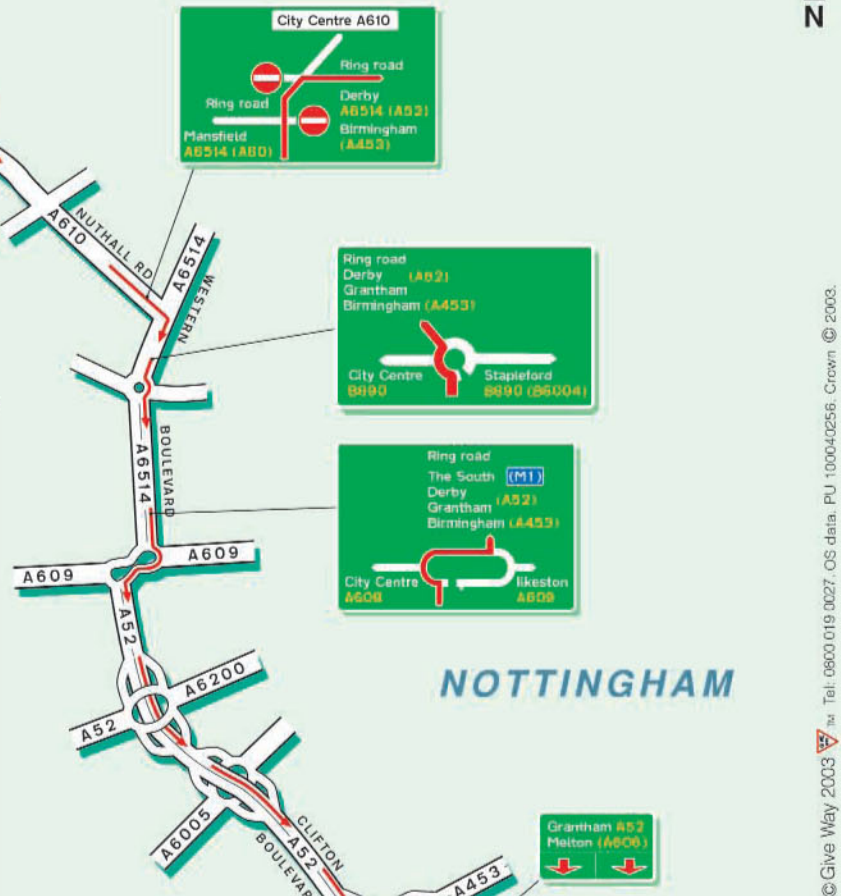 N
City Centre A610
Ring road
Ring road
Derby
A6514 (A52)
Mansfield
A6514 (A60)
Birmingham
(A453)
A610
NUTHALL RD
A6514
WESTERN
Ring road
Derby (A52)
Grantham
Birmingham (A453)
City Centre
B690
Stapleford
B690 (B6004)
BOULEVARD
A6514
Ring road
The South (M1)
Derby
Grantham (A52)
Birmingham (A453)
City Centre
A609
Ilkeston
A609
A609
A609
A52
A6200
A52
NOTTINGHAM
A6005
CLIFTON
BOULEVAR
A52
Grantham A52
Melton (A606)
A453
© Give Way 2003 TM Tel: 0800 019 0027. OS data. PU 100040256. Crown © 2003.